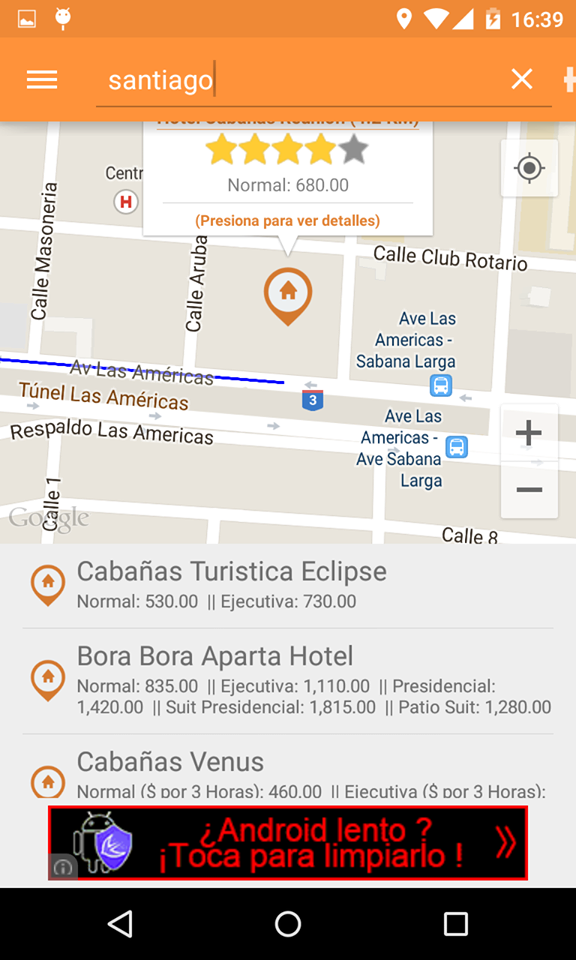 16:39
santiago
Hotel Cabañas Reunion (4.2 Km)
Normal: 680.00
(Presiona para ver detalles)
Centr
H
Calle Masoneria
Calle Aruba
Calle Club Rotario
Ave Las
Americas -
Sabana Larga
Av Las Américas
Túnel Las Américas
3
Respaldo Las Americas
Ave Las
Americas -
Ave Sabana
Larga
Calle 1
Google
Calle 8
Cabañas Turistica Eclipse
Normal: 530.00 || Ejecutiva: 730.00
Bora Bora Aparta Hotel
Normal: 835.00 || Ejecutiva: 1,110.00 || Presidencial:
1,420.00 || Suit Presidencial: 1,815.00 || Patio Suit: 1,280.00
Cabañas Venus
Normal ($ por 3 Horas): 460.00 || Ejecutiva ($ por 3 Horas):
¿Android lento ?
¡Toca para limpiarlo !